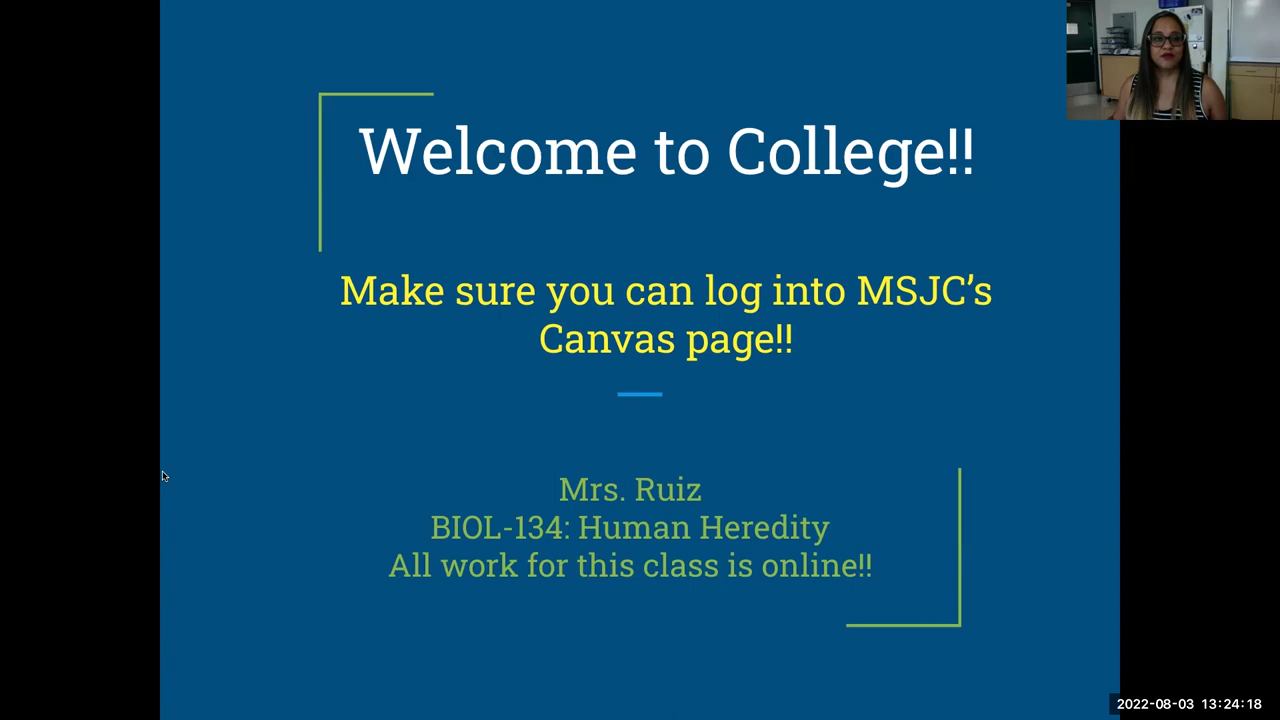 Welcome to College!!
Make sure you can log into MSJC’s
Canvas page!!
Mrs. Ruiz
BIOL-134: Human Heredity
All work for this class is online!!
2022-08-03 13:24:18